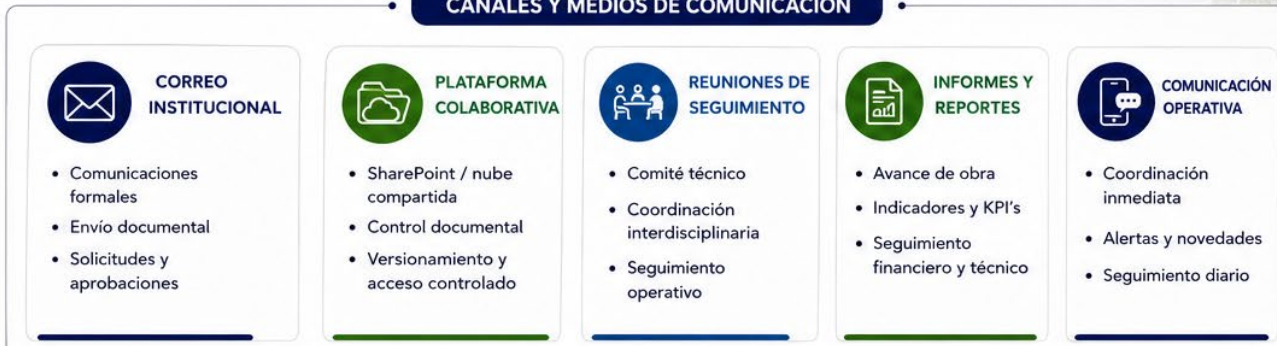 CANALES Y MEDIOS DE COMUNICACIÓN
CORREO
INSTITUCIONAL
• Comunicaciones
formales
• Envío documental
• Solicitudes y
aprobaciones
PLATAFORMA
COLABORATIVA
• SharePoint / nube
compartida
• Control documental
• Versionamiento y
acceso controlado
REUNIONES DE
SEGUIMIENTO
• Comité técnico
• Coordinación
interdisciplinaria
• Seguimiento
operativo
INFORMES Y
REPORTES
• Avance de obra
• Indicadores y KPI's
• Seguimiento
financiero y técnico
COMUNICACIÓN
OPERATIVA
• Coordinación
inmediata
• Alertas y novedades
• Seguimiento diario